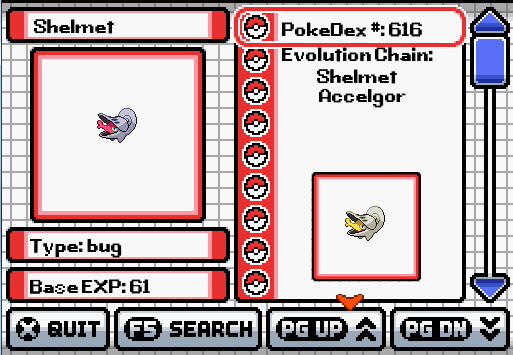 Shelmet
PokeDex #: 616
Evolution Chain:
Shelmet
Accelgor
Type: bug
Base EXP: 61
X QUIT
F5 SEARCH
PG UP
PG DN